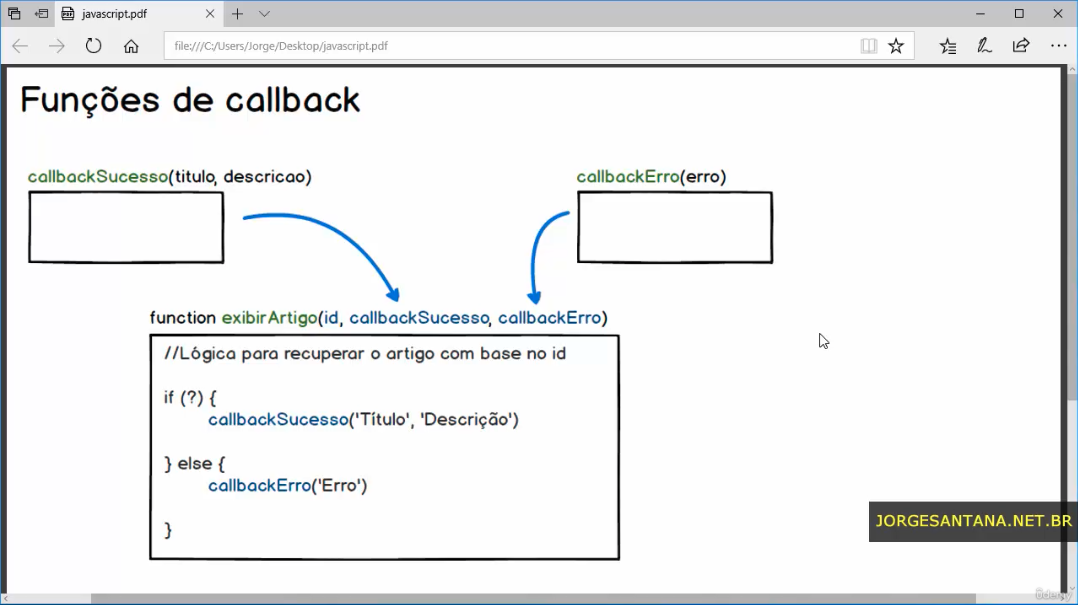 javascript.pdf
file:///C:/Users/Jorge/Desktop/javascript.pdf
Funções de callback
callbackSucesso(titulo, descricao)
callbackErro(erro)
function exibirArtigo(id, callbackSucesso, callbackErro)
//Lógica para recuperar o artigo com base no id
if (?) {
callbackSucesso('Título', 'Descrição')
} else {
callbackErro('Erro')
}
JORGESANTANA.NET.BR
ûdemy